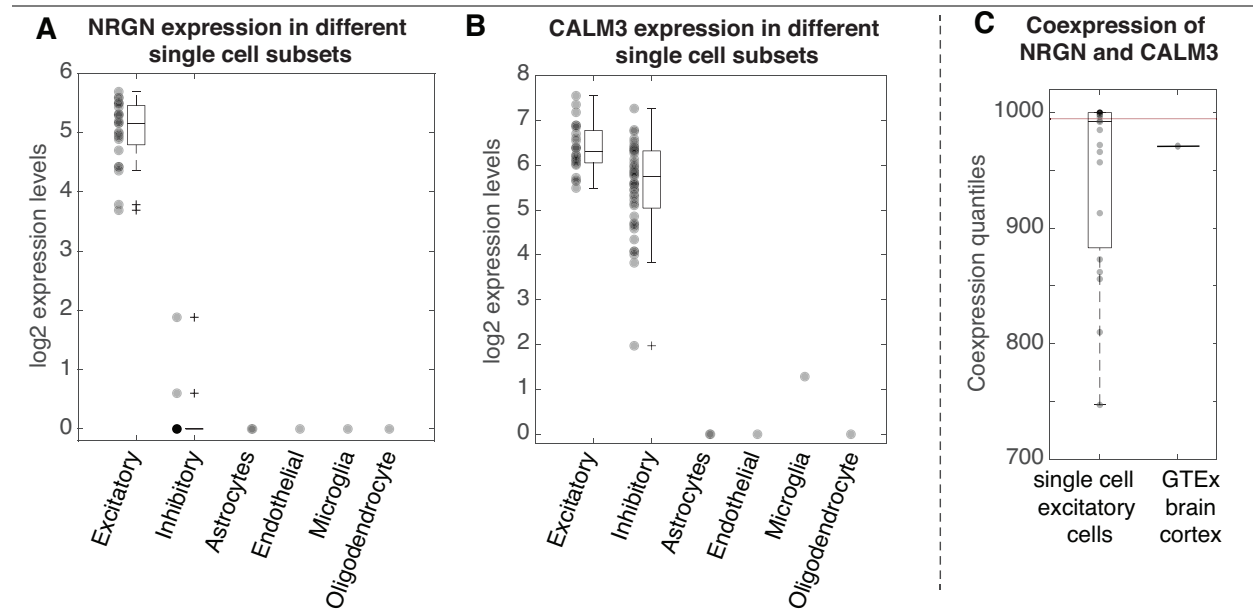 A
NRGN expression in different
single cell subsets
log2 expression levels
6
5
4
3
2
1
0
Excitatory
Inhibitory
Astrocytes
Endothelial
Microglia
Oligodendrocyte
B
CALM3 expression in different
single cell subsets
log2 expression levels
8
7
6
5
4
3
2
1
0
Excitatory
Inhibitory
Astrocytes
Endothelial
Microglia
Oligodendrocyte
C
Coexpression of
NRGN and CALM3
Coexpression quantiles
1000
900
800
700
single cell
excitatory
cells
GTEx
brain
cortex